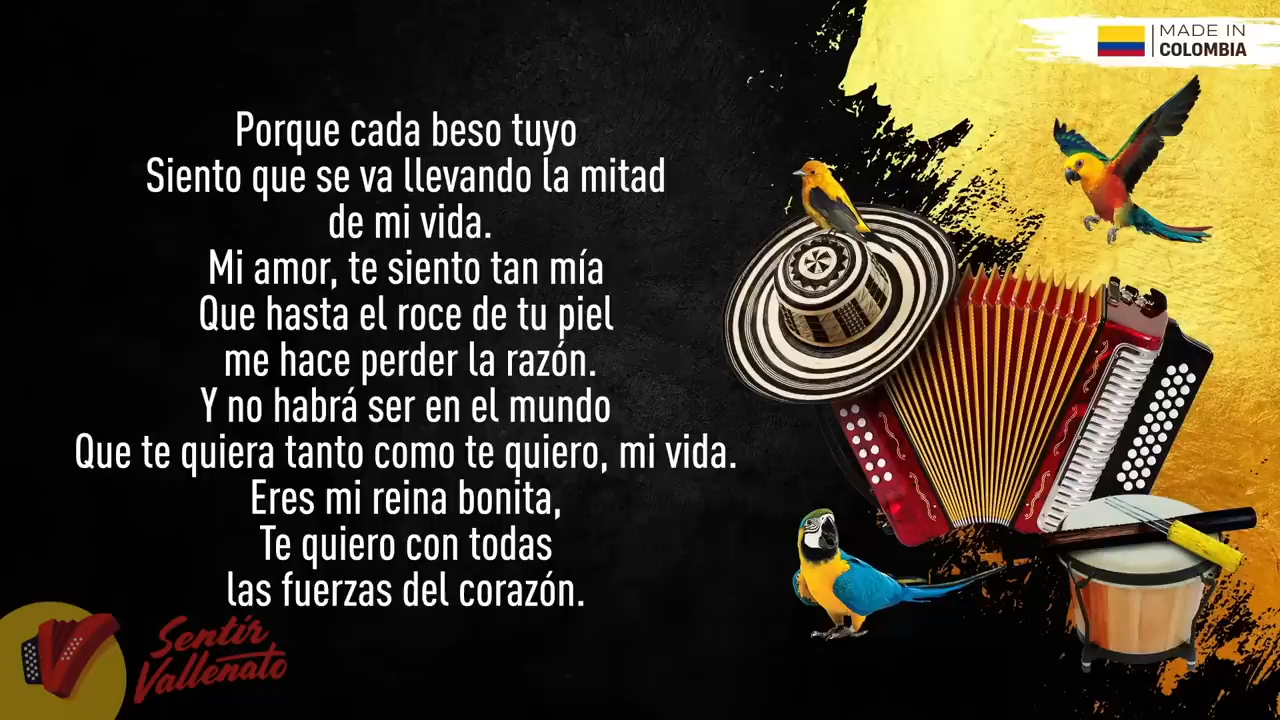 MADE IN
COLOMBIA
Porque cada beso tuyo
Siento que se va llevando la mitad
de mi vida.
Mi amor, te siento tan mía
Que hasta el roce de tu piel
me hace perder la razón.
Y no habrá ser en el mundo
Que te quiera tanto como te quiero, mi vida.
Eres mi reina bonita,
Te quiero con todas
las fuerzas del corazón.
Sentir
Vallenato